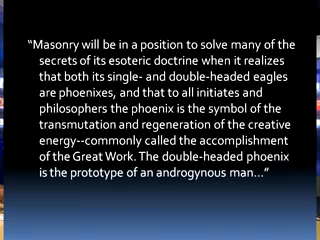 “Masonry will be in a position to solve many of the
secrets of its esoteric doctrine when it realizes
that both its single- and double-headed eagles
are phoenixes, and that to all initiates and
philosophers the phoenix is the symbol of the
transmutation and regeneration of the creative
energy--commonly called the accomplishment
of the Great Work. The double-headed phoenix
is the prototype of an androgynous man...”